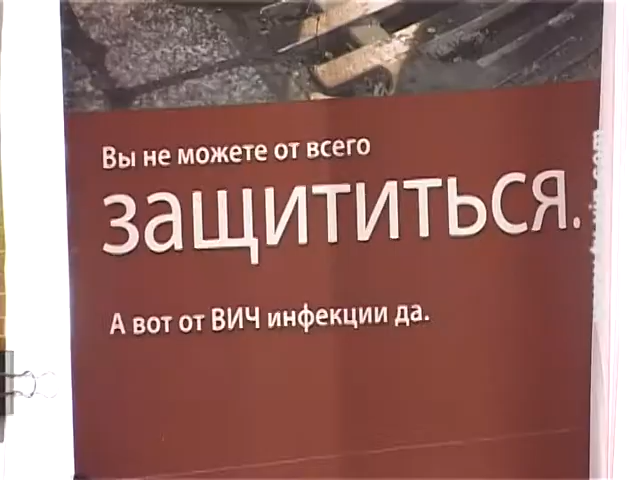 Вы не можете от всего
защититься.
А вот от ВИЧ инфекции да.